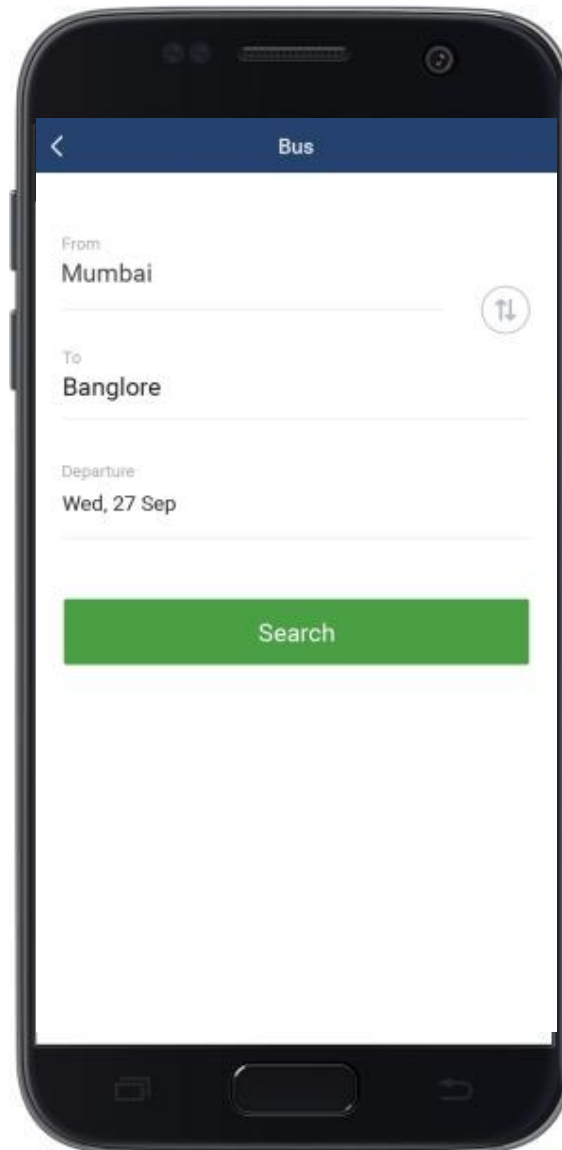 Bus
From
Mumbai
To
Banglore
Departure
Wed, 27 Sep
Search